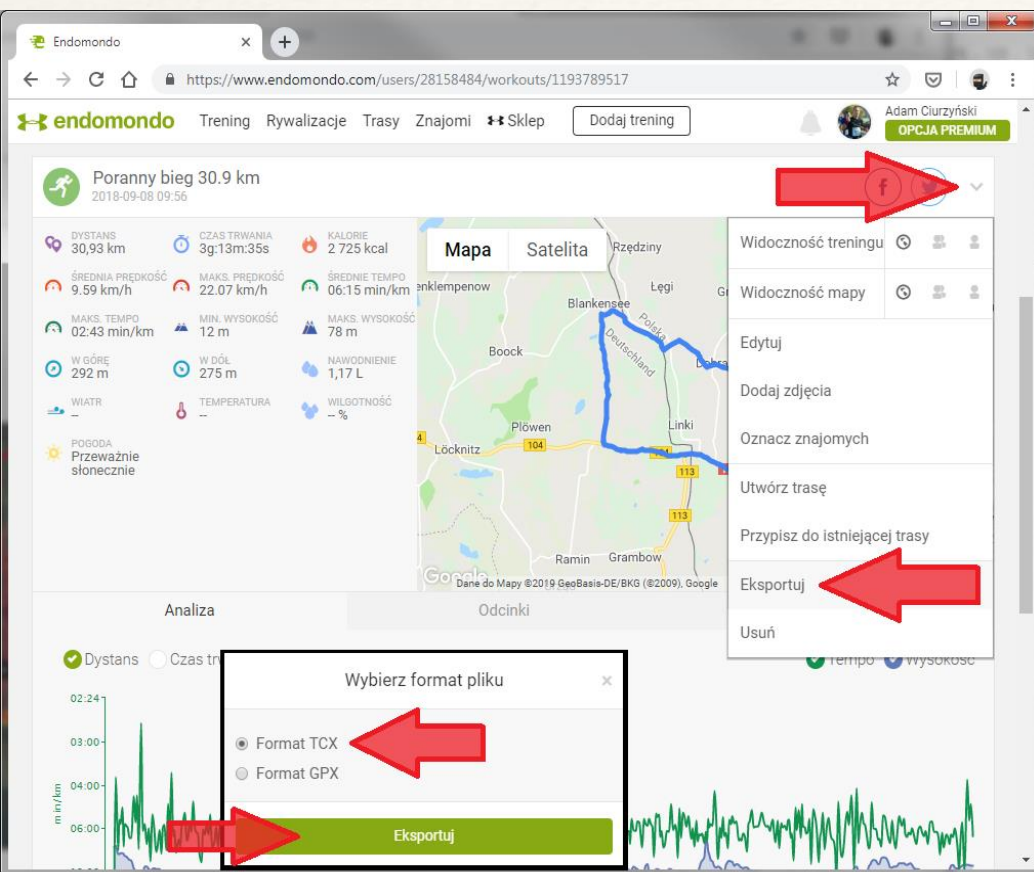 Endomondo
https://www.endomondo.com/users/28158484/workouts/1193789517
endomondo Trening Rywalizacje Trasy Znajomi Sklep Dodaj trening
Adam Ciurzyński
OPCJA PREMIUM
Poranny bieg 30.9 km
2018-09-08 09:56
DYSTANS
30,93 km
CZAS TRWANIA
3g:13m:35s
KALORIE
2 725 kcal
ŚREDNIA PRĘDKOŚĆ
9.59 km/h
MAKS. PRĘDKOŚĆ
22.07 km/h
ŚREDNIE TEMPO
06:15 min/km
MAKS. TEMPO
02:43 min/km
MIN. WYSOKOŚĆ
12 m
MAKS. WYSOKOŚĆ
78 m
W GÓRĘ
292 m
W DÓŁ
275 m
NAWODNIENIE
1,17 L
WIATR
--
TEMPERATURA
--
WILGOTNOŚĆ
-- %
POGODA
Przeważnie
słonecznie
Mapa Satelita
Rzędziny
enklempenow
Łęgi
Blankensee
Polska
Deutschland
Boock
Dobra
Plöwen
Linki
Löcknitz
104
104
113
113
Ramin
Grambow
Google
Dane do Mapy ©2019 GeoBasis-DE/BKG (©2009), Google
Widoczność treningu
Widoczność mapy
Edytuj
Dodaj zdjęcia
Oznacz znajomych
Utwórz trasę
Przypisz do istniejącej trasy
Eksportuj
Usuń
Analiza
Odcinki
Dystans
Czas tr
Tempo
Wysokość
02:24
03:00
04:00
06:00
min/km
Wybierz format pliku
Format TCX
Format GPX
Eksportuj